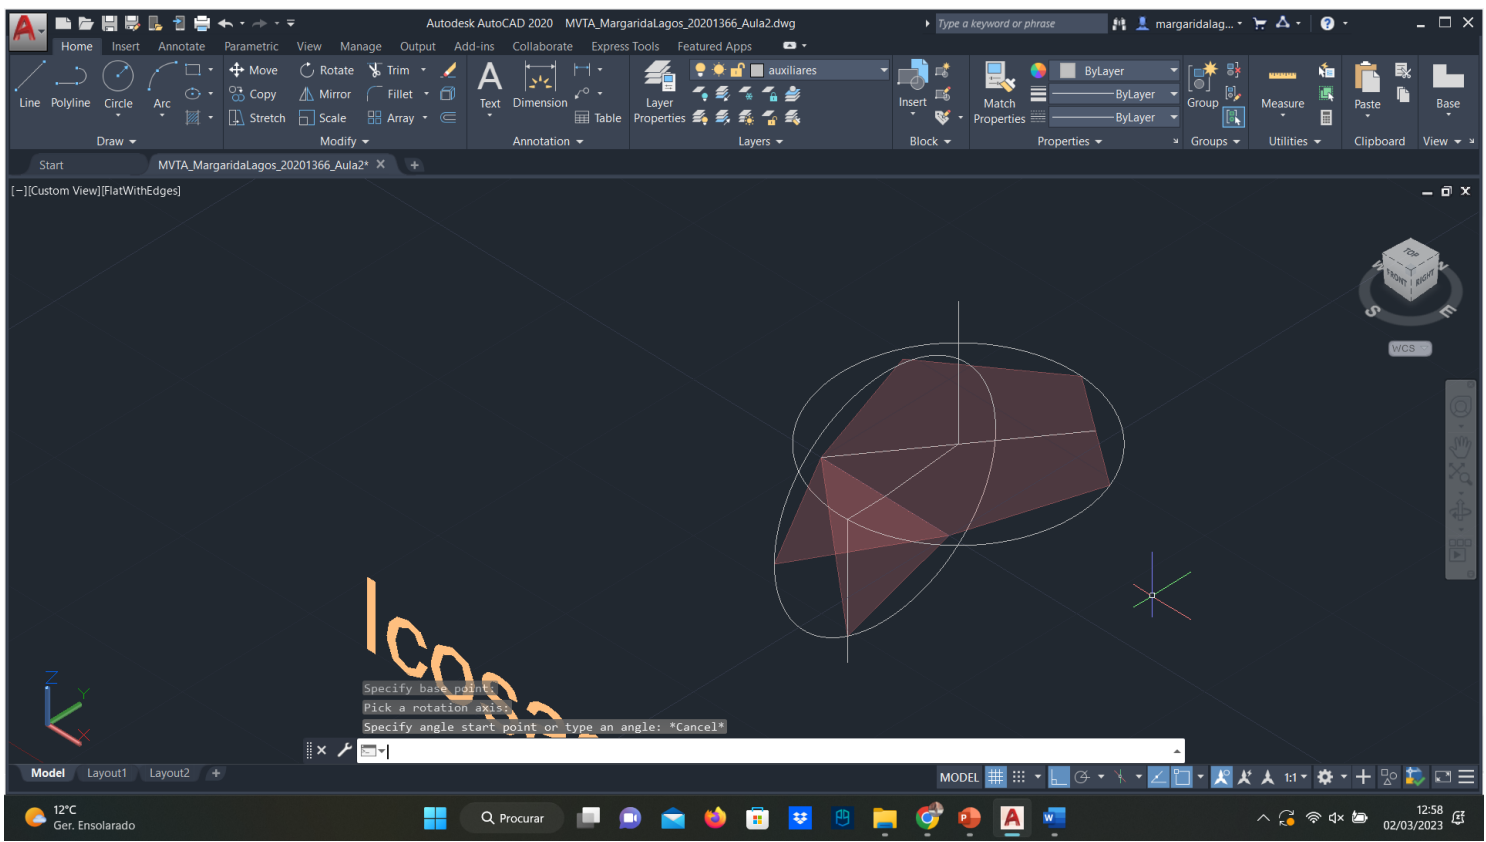 Autodesk AutoCAD 2020 MVTA_MargaridaLagos_20201366_Aula2.dwg
Type a keyword or phrase
margaridalag...
Home Insert Annotate Parametric View Manage Output Add-ins Collaborate Express Tools Featured Apps
Line Polyline Circle Arc
Move Rotate Trim
Copy Mirror Fillet
Stretch Scale Array
Text Dimension
Table
Layer
Properties
auxiliares
Insert
Match
Properties
ByLayer
ByLayer
ByLayer
Group
Measure
Paste
Base
Draw Modify Annotation Layers Block Properties Groups Utilities Clipboard View
Start MVTA_MargaridaLagos_20201366_Aula2*
[−][Custom View][FlatWithEdges]
TOP
FRONT RIGHT
W N
S E
WCS
Z
Y
X
Specify base point:
Pick a rotation axis:
Specify angle start point or type an angle: *Cancel*
Model Layout1 Layout2
MODEL
1:1
12°C
Ger. Ensolarado
Procurar
12:58
02/03/2023